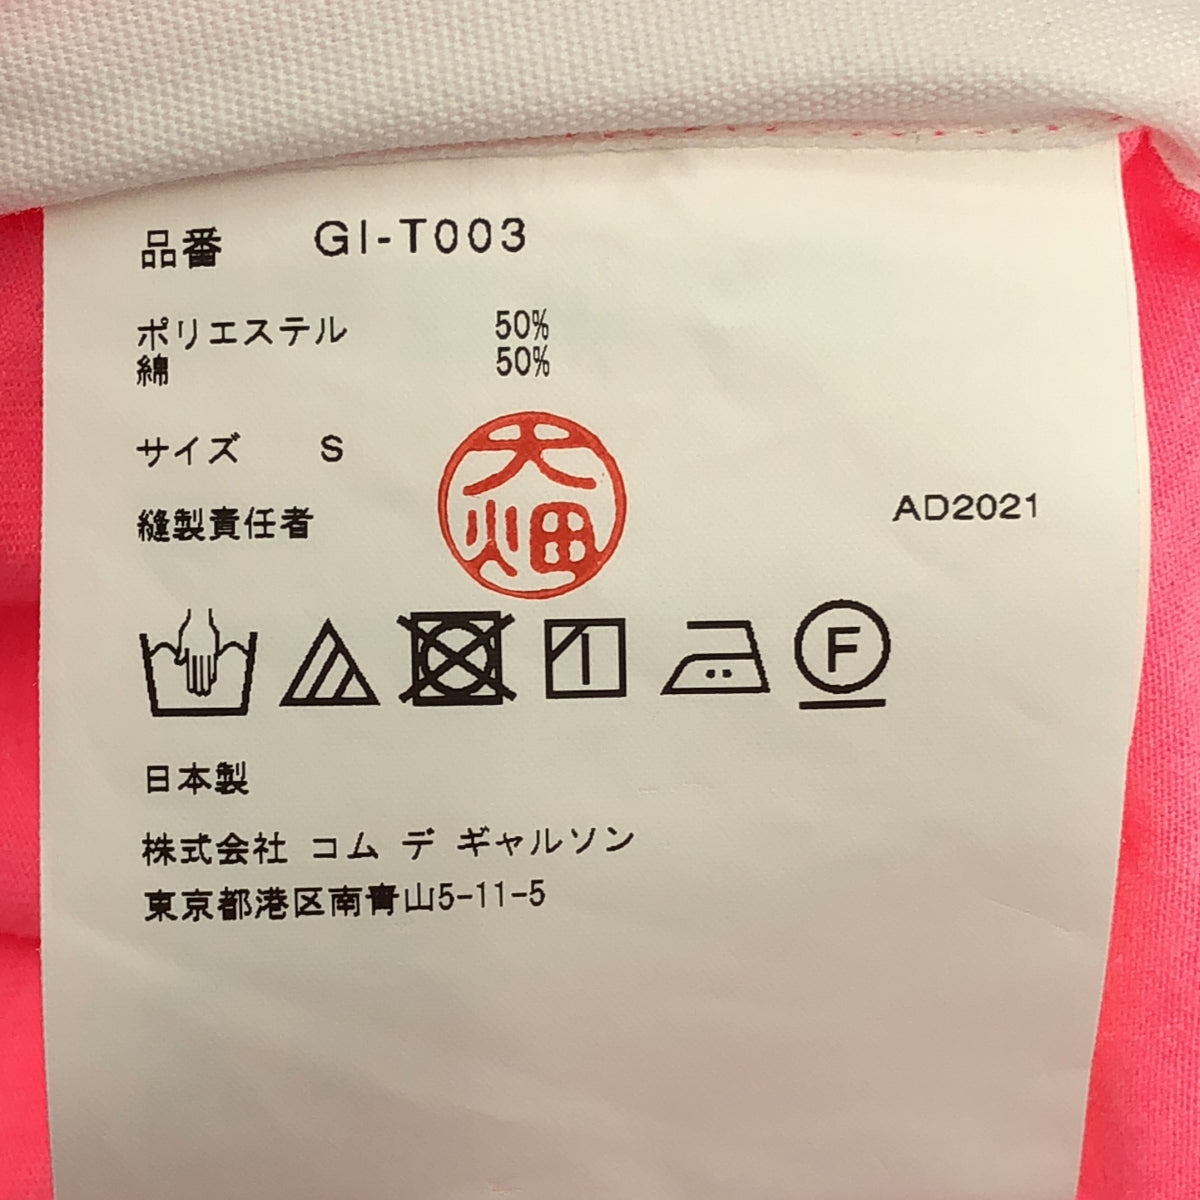 品番 GI-T003
ポリエステル 50%
綿 50%
サイズ S
大畑
縫製責任者
AD2021
F
日本製
株式会社 コム デ ギャルソン
東京都港区南青山5-11-5